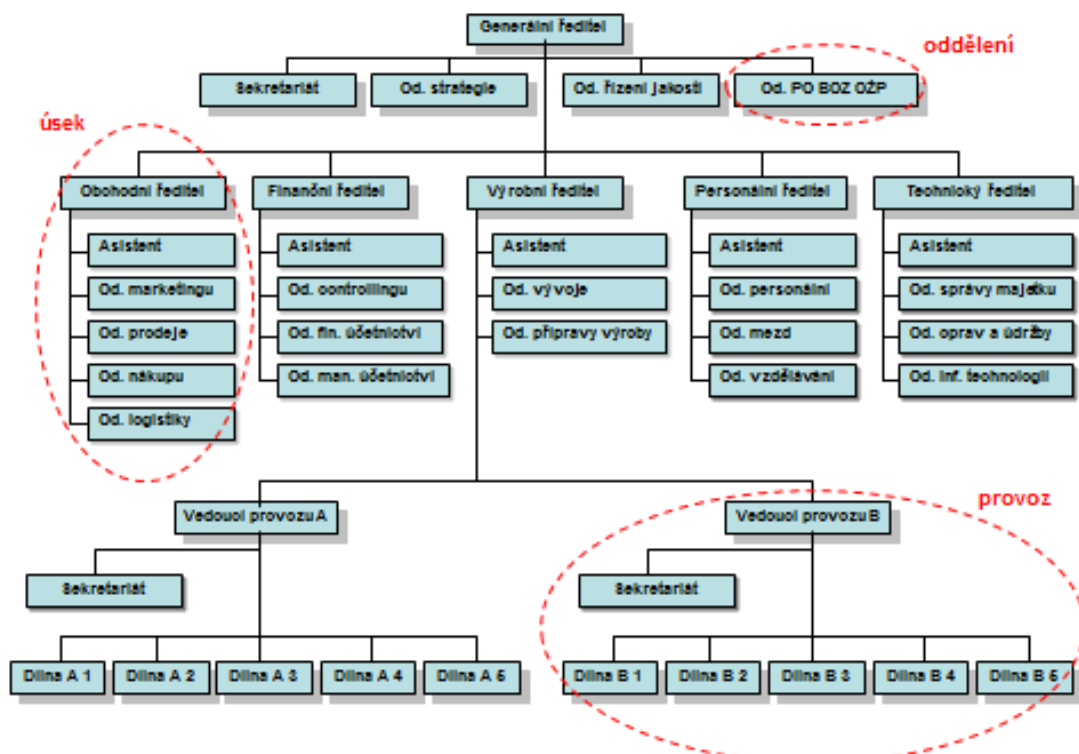 Generální ředitel
oddělení
Sekretariát
Od. strategie
Od. řízení jakosti
Od. PO BOZ OŽP
úsek
Obchodní ředitel
Finanční ředitel
Výrobní ředitel
Personální ředitel
Technický ředitel
Asistent
Asistent
Asistent
Asistent
Asistent
Od. marketingu
Od. controllingu
Od. vývoje
Od. personální
Od. správy majetku
Od. prodeje
Od. fin. účetnictví
Od. přípravy výroby
Od. mezd
Od. oprav a údržby
Od. nákupu
Od. man. účetnictví
Od. vzdělávání
Od. inf. technologií
Od. logistiky
provoz
Vedoucí provozu A
Vedoucí provozu B
Sekretariát
Sekretariát
Dílna A 1
Dílna A 2
Dílna A 3
Dílna A 4
Dílna A 5
Dílna B 1
Dílna B 2
Dílna B 3
Dílna B 4
Dílna B 5